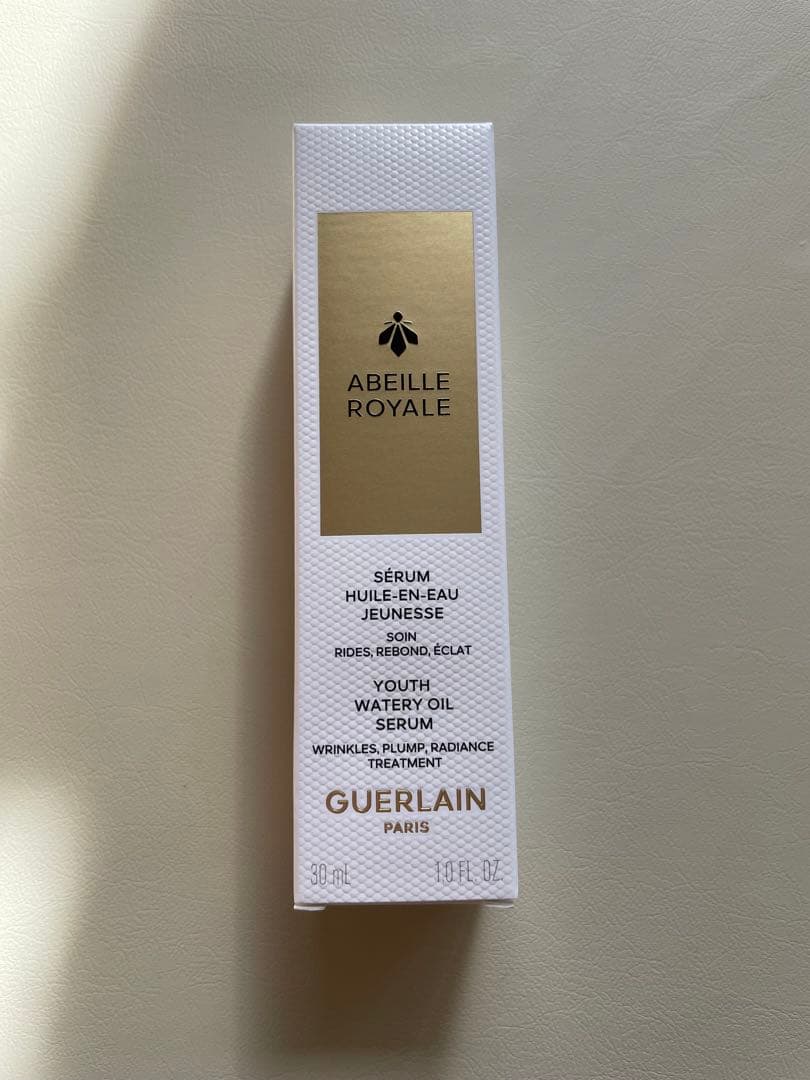 ABEILLE
ROYALE
SÉRUM
HUILE-EN-EAU
JEUNESSE
SOIN
RIDES, REBOND, ÉCLAT
YOUTH
WATERY OIL
SERUM
WRINKLES, PLUMP, RADIANCE
TREATMENT
GUERLAIN
PARIS
30 mL 1.0 FL. OZ.